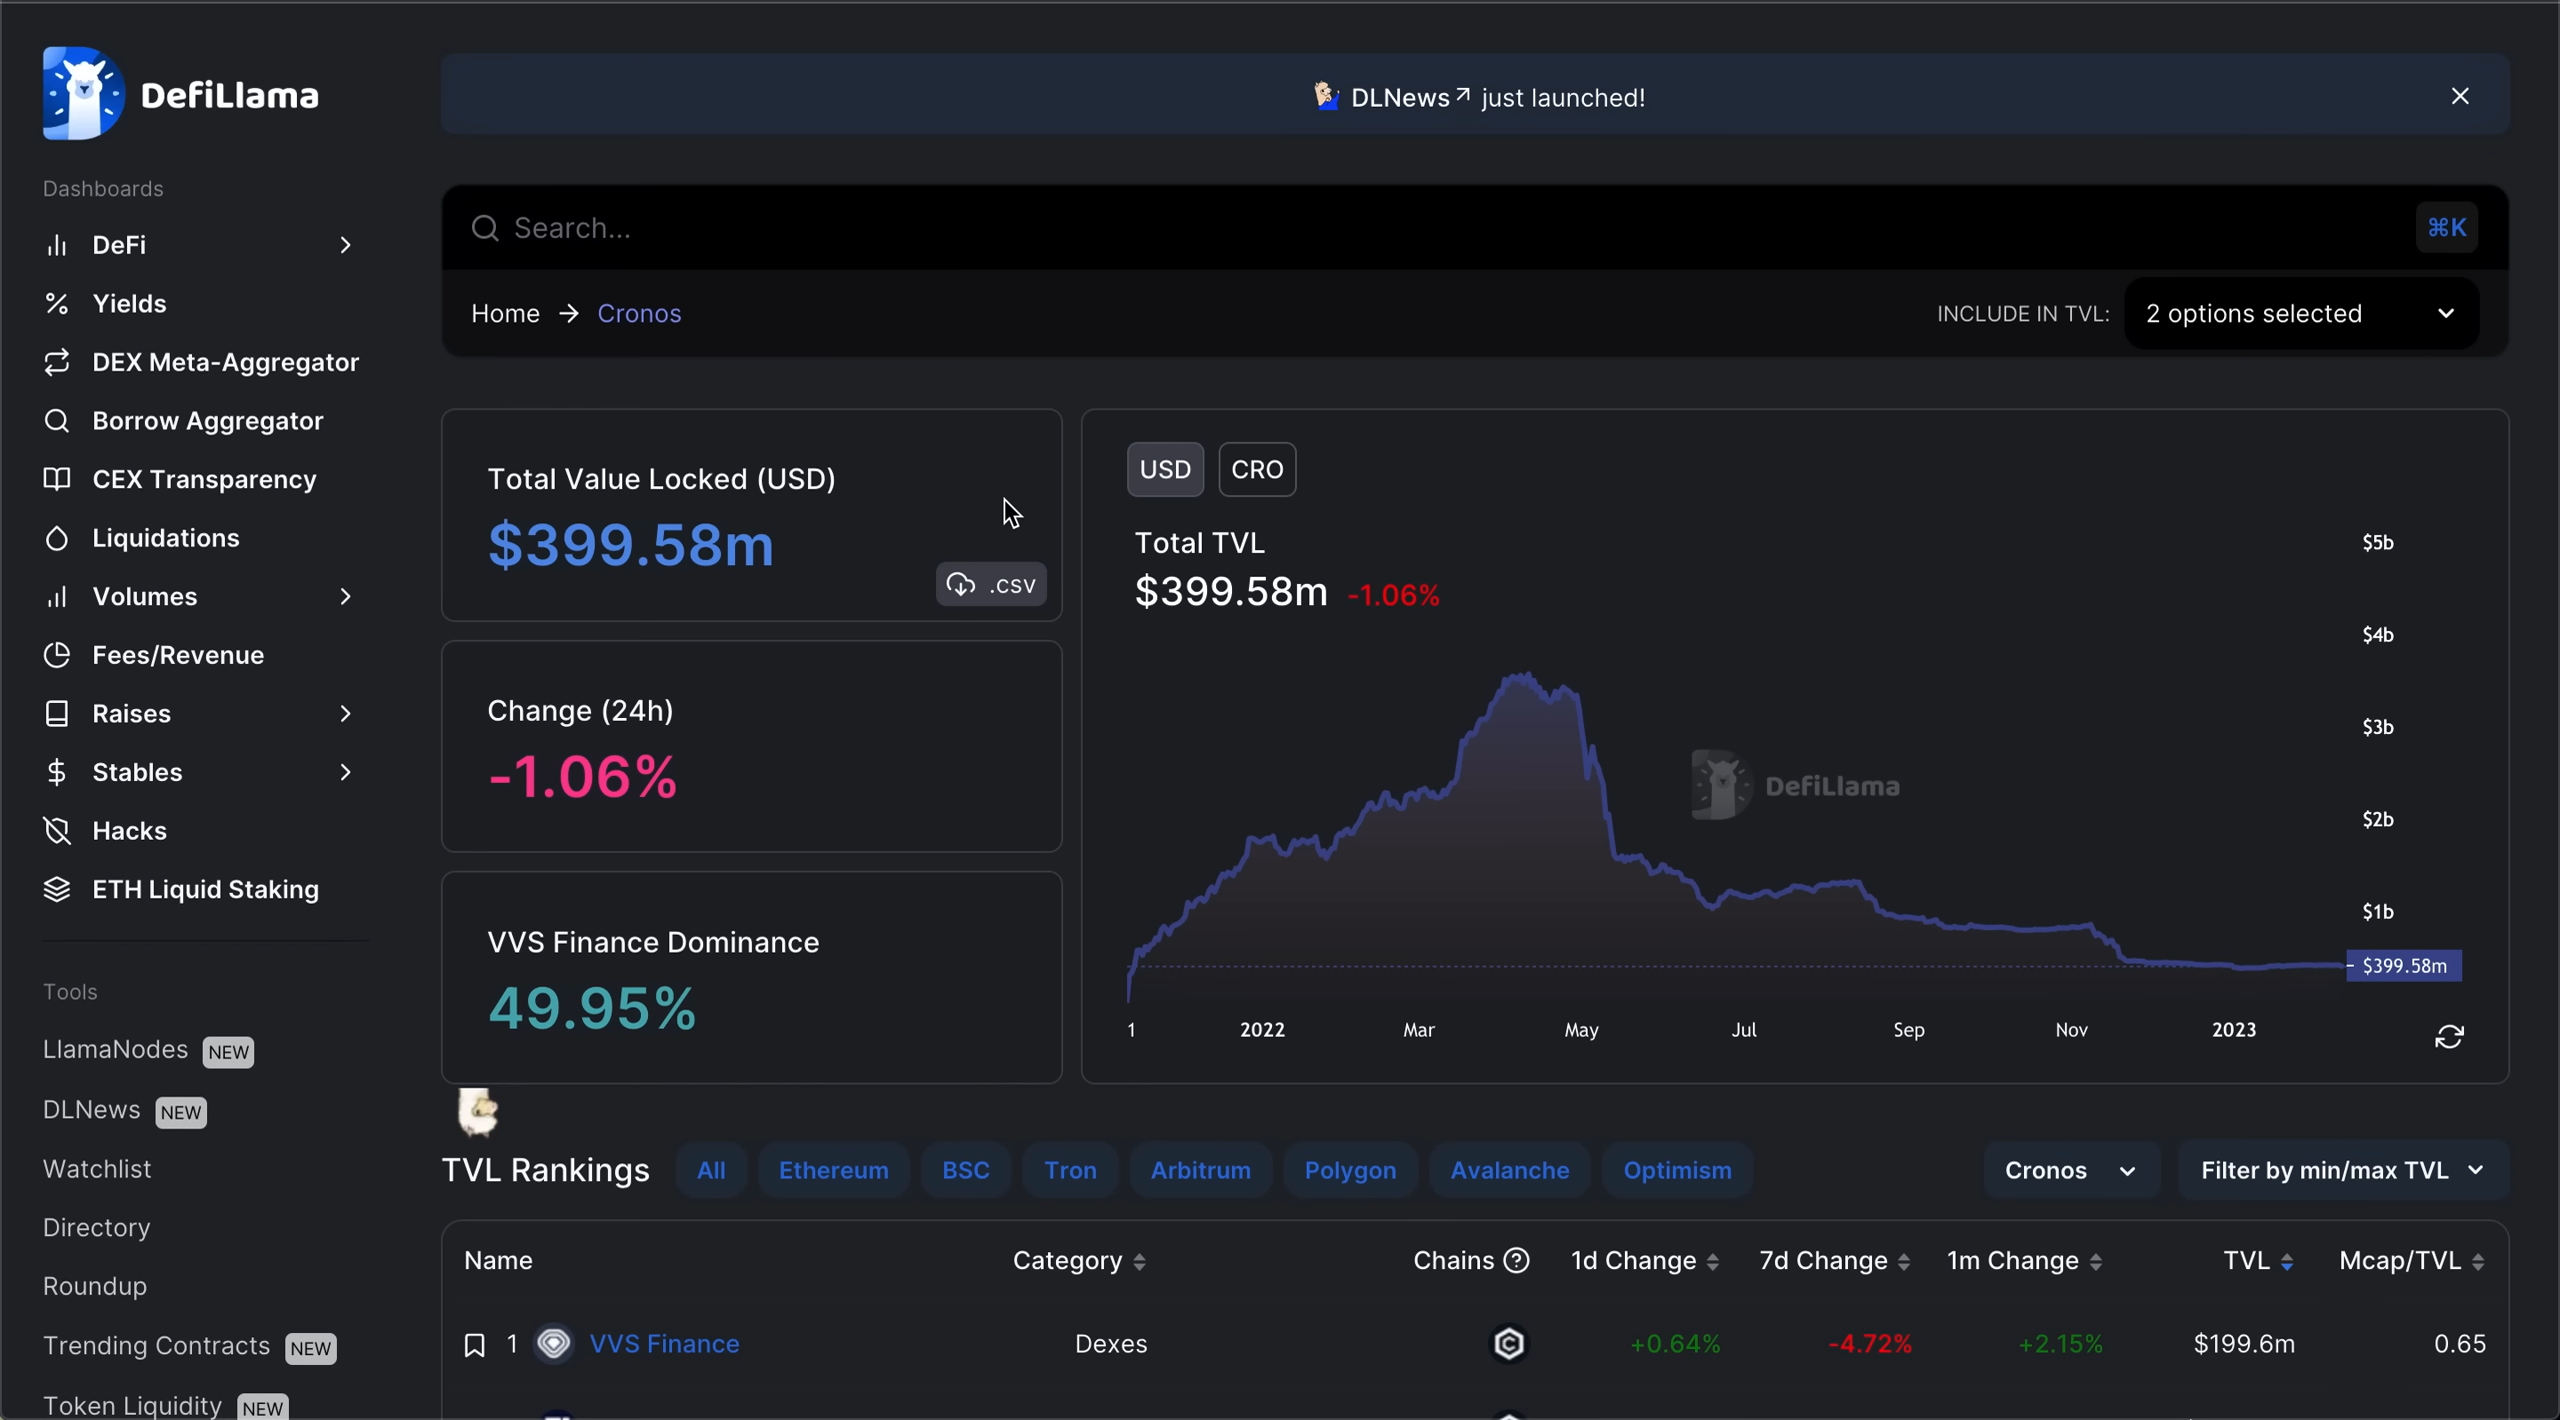 DefiLlama
DLNews just launched!
Dashboards
DeFi
Yields
DEX Meta-Aggregator
Borrow Aggregator
CEX Transparency
Liquidations
Volumes
Fees/Revenue
Raises
Stables
Hacks
ETH Liquid Staking
Tools
LlamaNodes NEW
DLNews NEW
Watchlist
Directory
Roundup
Trending Contracts NEW
Token Liquidity NEW
Search... ⌘K
Home → Cronos
INCLUDE IN TVL: 2 options selected
Total Value Locked (USD)
$399.58m
.csv
Change (24h)
-1.06%
VVS Finance Dominance
49.95%
USD CRO
Total TVL
$399.58m -1.06%
$5b
$4b
$3b
$2b
$1b
$399.58m
DefiLlama
1 2022 Mar May Jul Sep Nov 2023
TVL Rankings All Ethereum BSC Tron Arbitrum Polygon Avalanche Optimism Cronos Filter by min/max TVL
Name Category Chains 1d Change 7d Change 1m Change TVL Mcap/TVL
1 VVS Finance Dexes +0.64% -4.72% +2.15% $199.6m 0.65